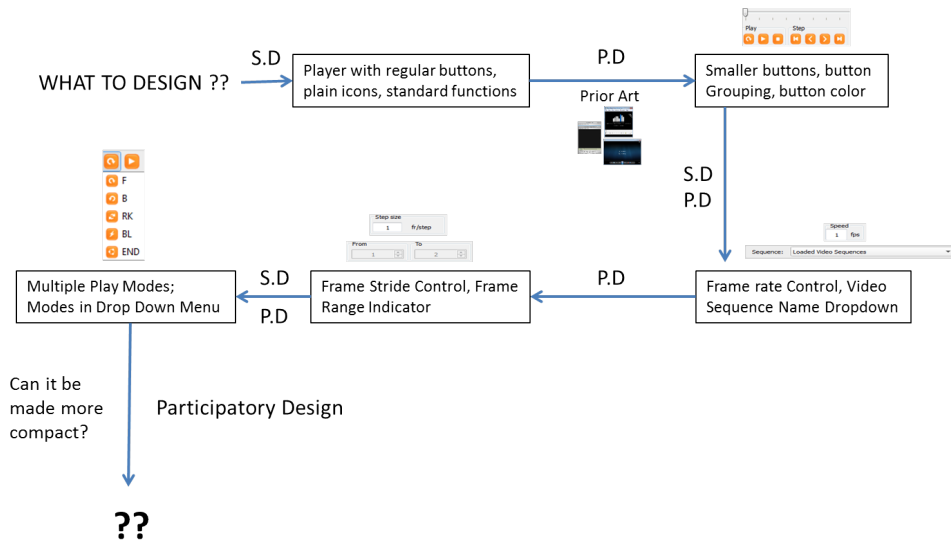 WHAT TO DESIGN ??
S.D
Player with regular buttons,
plain icons, standard functions
P.D
Prior Art
Play
Step
Smaller buttons, button
Grouping, button color
S.D
P.D
Speed
1 fps
Sequence: Loaded Video Sequences
Frame rate Control, Video
Sequence Name Dropdown
P.D
Step size
1 fr/step
From To
1 2
Frame Stride Control, Frame
Range Indicator
S.D
P.D
F
B
RK
BL
END
Multiple Play Modes;
Modes in Drop Down Menu
Can it be
made more
compact?
Participatory Design
??